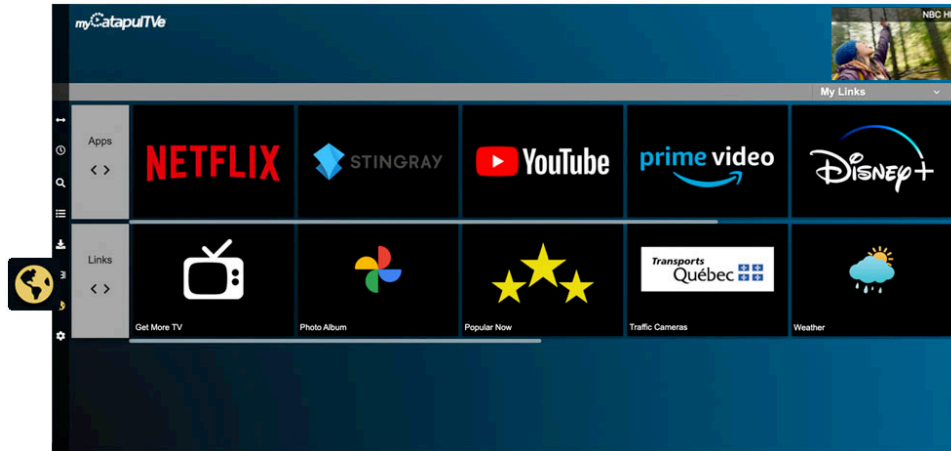 myCatapulTVe
NBC H
My Links
Apps
NETFLIX
STINGRAY
YouTube
prime video
Disney+
Links
Get More TV
Photo Album
Popular Now
Transports
Québec
Traffic Cameras
Weather